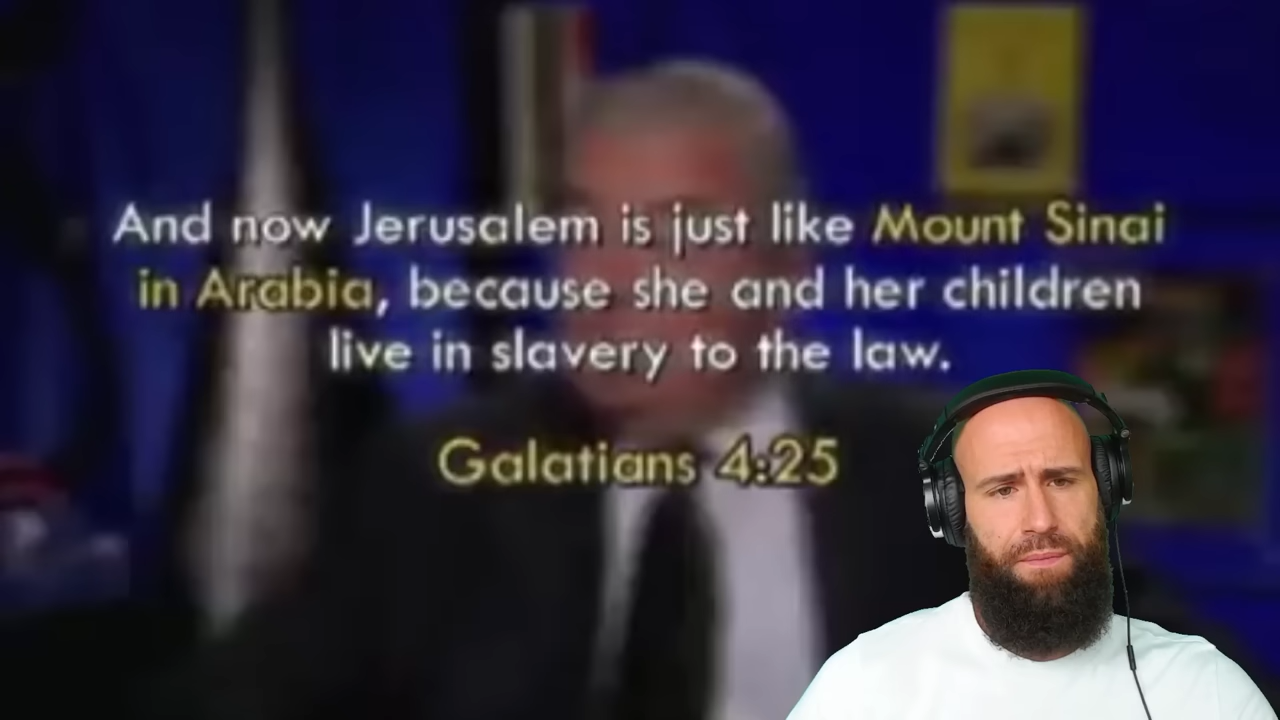 And now Jerusalem is just like Mount Sinai
in Arabia, because she and her children
live in slavery to the law.
Galatians 4:25